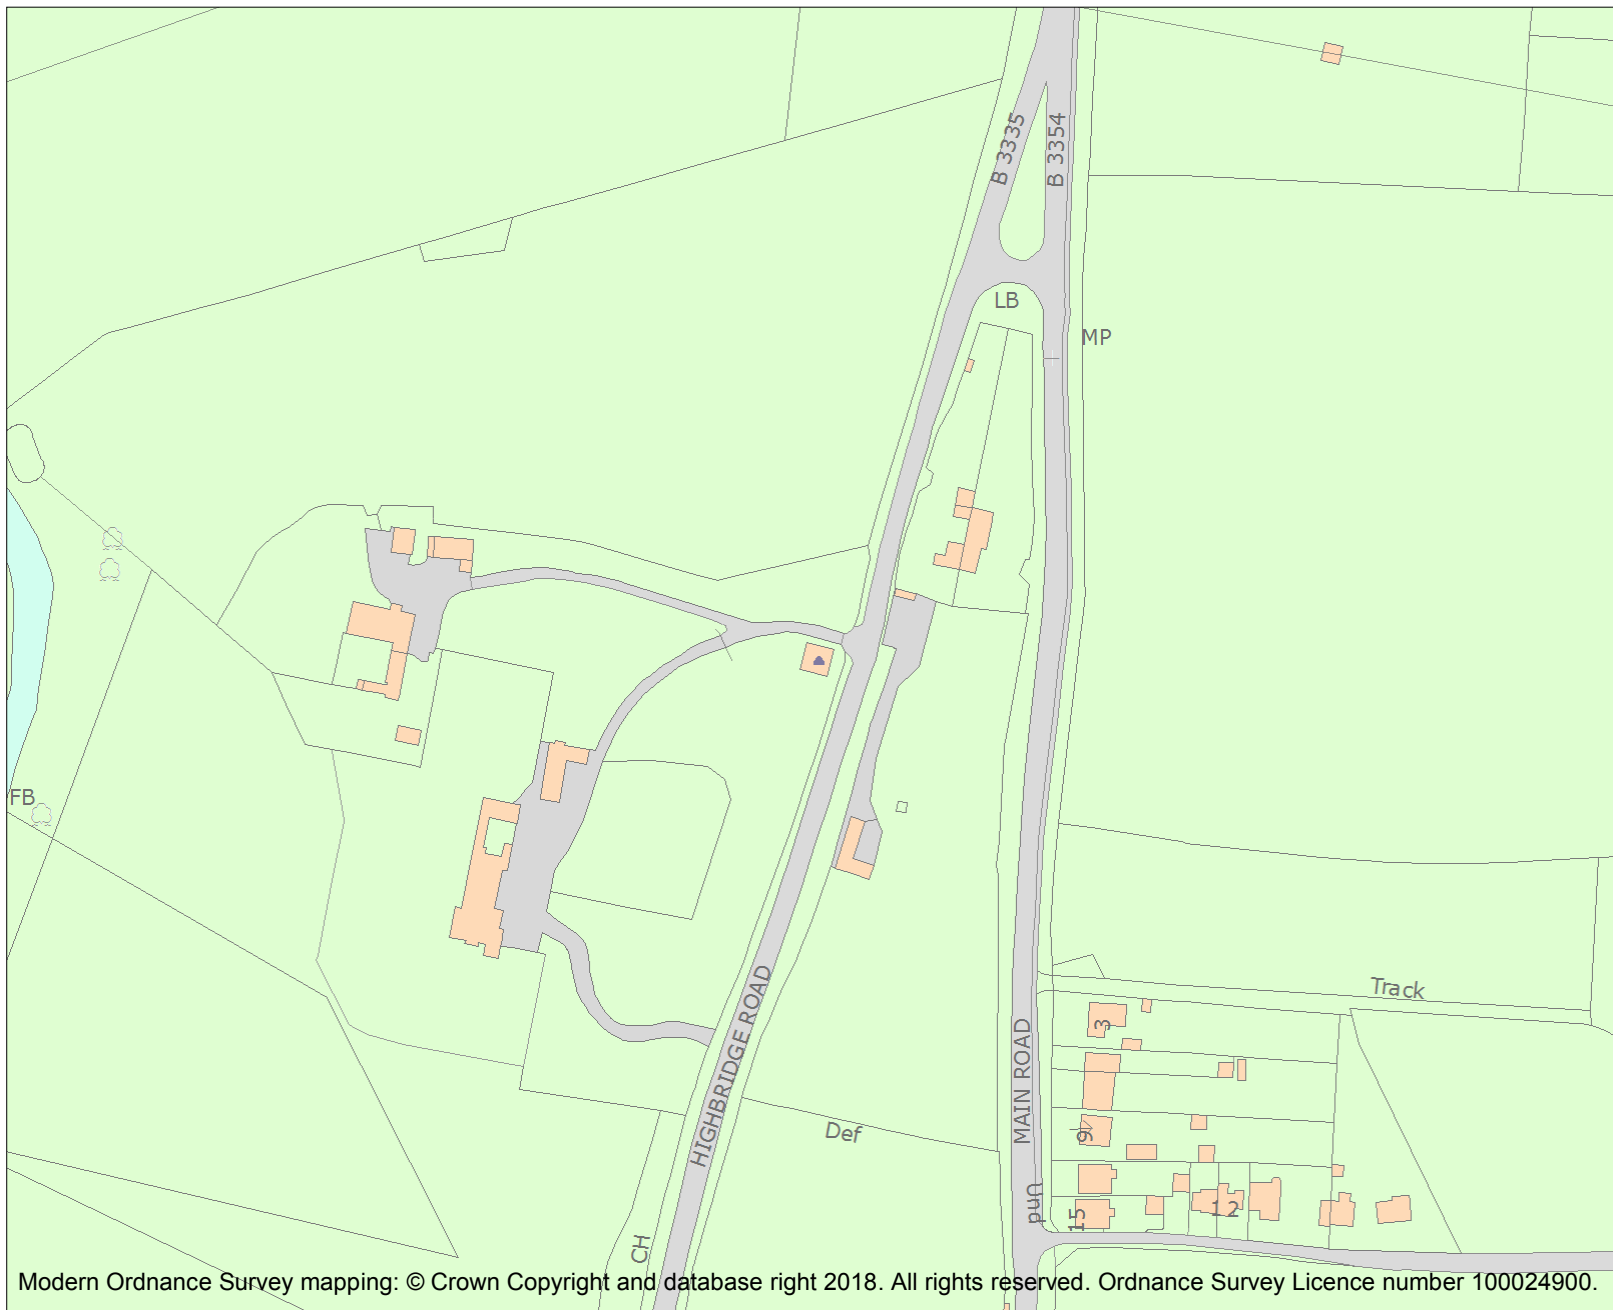 B 3335
B 3354
LB
MP
FB
Track
3
HIGHBRIDGE ROAD
MAIN ROAD
Def
9
Und
15
12
CH
Modern Ordnance Survey mapping: © Crown Copyright and database right 2018. All rights reserved. Ordnance Survey Licence number 100024900.